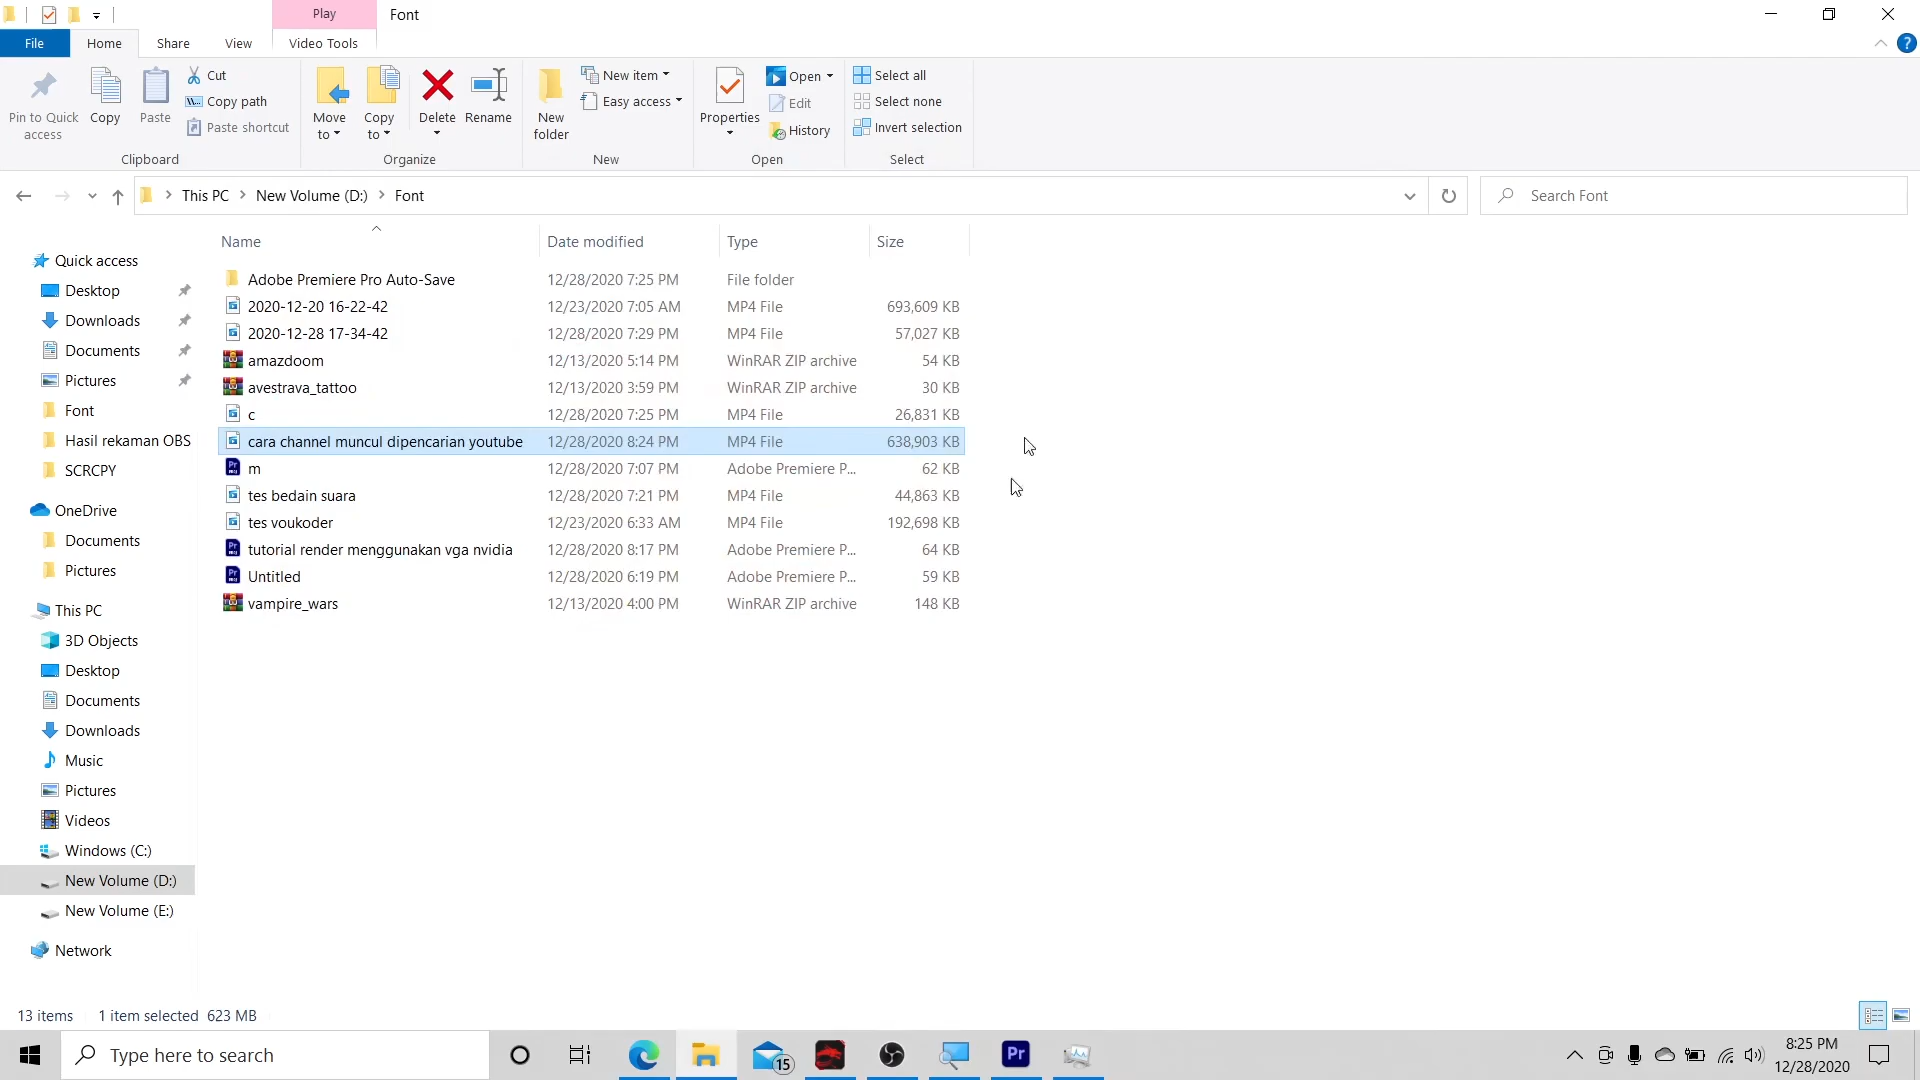 Play
Font
File
Home
Share
View
Video Tools
Pin to Quick access
Copy
Paste
Cut
Copy path
Paste shortcut
Clipboard
Move to
Copy to
Delete
Rename
Organize
New folder
New item
Easy access
New
Properties
Open
Edit
History
Open
Select all
Select none
Invert selection
Select
This PC > New Volume (D:) > Font
Search Font
Name Date modified Type Size
Adobe Premiere Pro Auto-Save 12/28/2020 7:25 PM File folder
2020-12-20 16-22-42 12/23/2020 7:05 AM MP4 File 693,609 KB
2020-12-28 17-34-42 12/28/2020 7:29 PM MP4 File 57,027 KB
amazdoom 12/13/2020 5:14 PM WinRAR ZIP archive 54 KB
avestrava_tattoo 12/13/2020 3:59 PM WinRAR ZIP archive 30 KB
c 12/28/2020 7:25 PM MP4 File 26,831 KB
cara channel muncul dipencarian youtube 12/28/2020 8:24 PM MP4 File 638,903 KB
m 12/28/2020 7:07 PM Adobe Premiere P... 62 KB
tes bedain suara 12/28/2020 7:21 PM MP4 File 44,863 KB
tes voukoder 12/23/2020 6:33 AM MP4 File 192,698 KB
tutorial render menggunakan vga nvidia 12/28/2020 8:17 PM Adobe Premiere P... 64 KB
Untitled 12/28/2020 6:19 PM Adobe Premiere P... 59 KB
vampire_wars 12/13/2020 4:00 PM WinRAR ZIP archive 148 KB
Quick access
Desktop
Downloads
Documents
Pictures
Font
Hasil rekaman OBS
SCRCPY
OneDrive
Documents
Pictures
This PC
3D Objects
Desktop
Documents
Downloads
Music
Pictures
Videos
Windows (C:)
New Volume (D:)
New Volume (E:)
Network
13 items 1 item selected 623 MB
Type here to search
15
Pr
8:25 PM
12/28/2020